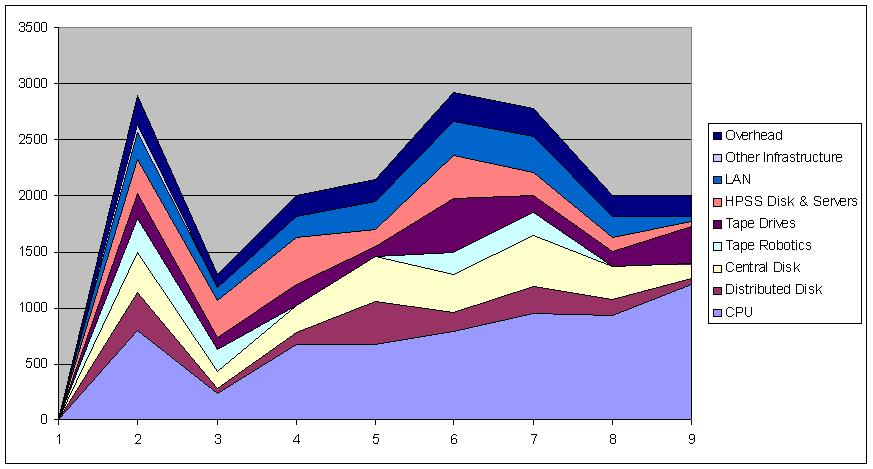 3500
3000
2500
2000
1500
1000
500
0
1 2 3 4 5 6 7 8 9
Overhead
Other Infrastructure
LAN
HPSS Disk & Servers
Tape Drives
Tape Robotics
Central Disk
Distributed Disk
CPU